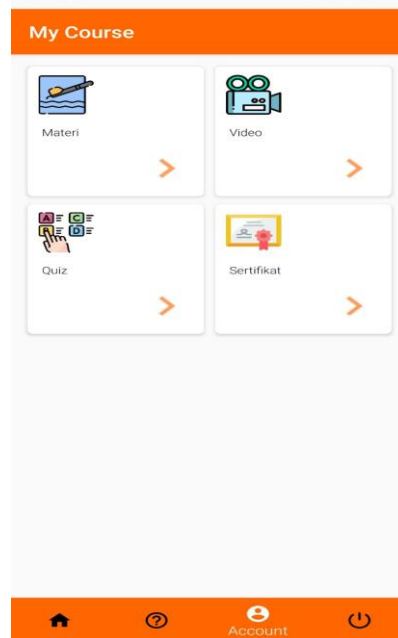 My Course
Materi
Video
A C
B D
Quiz
Sertifikat
Account